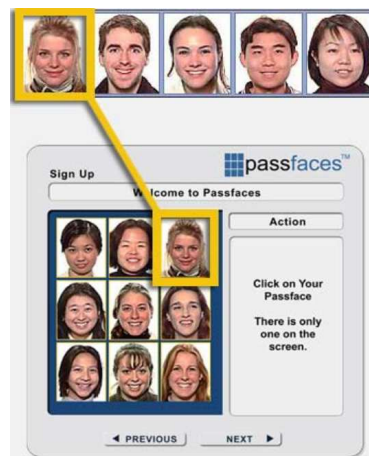 passfaces™
Sign Up
Welcome to Passfaces
Action
Click on Your
Passface
There is only
one on the
screen.
◄ PREVIOUS
NEXT ►